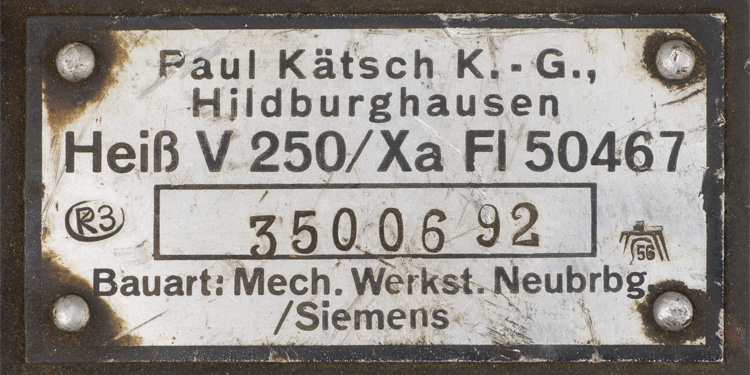 Paul Kätsch K.-G.,
Hildburghausen
Heiß V 250/Xa Fl 50467
R3
3500692
56
Bauart: Mech. Werkst. Neubrbg.
/Siemens